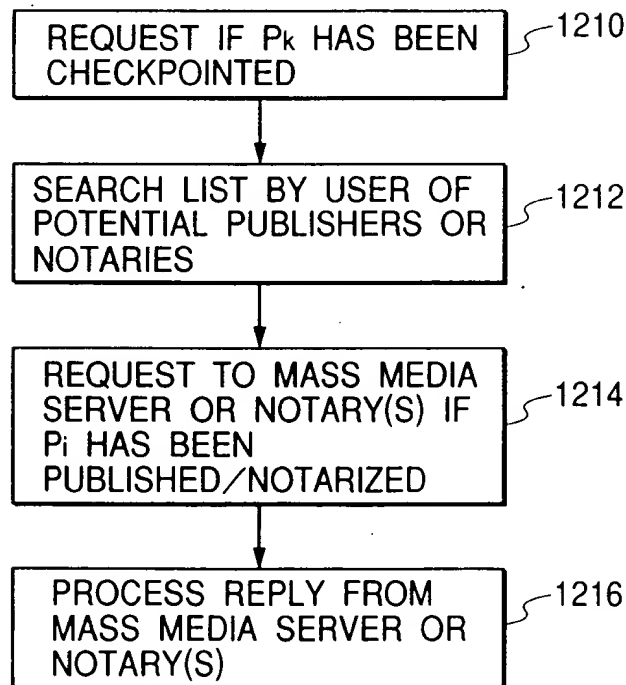 REQUEST IF Pk HAS BEEN
CHECKPOINTED
1210
SEARCH LIST BY USER OF
POTENTIAL PUBLISHERS OR
NOTARIES
1212
REQUEST TO MASS MEDIA
SERVER OR NOTARY(S) IF
Pi HAS BEEN
PUBLISHED/NOTARIZED
1214
PROCESS REPLY FROM
MASS MEDIA SERVER OR
NOTARY(S)
1216